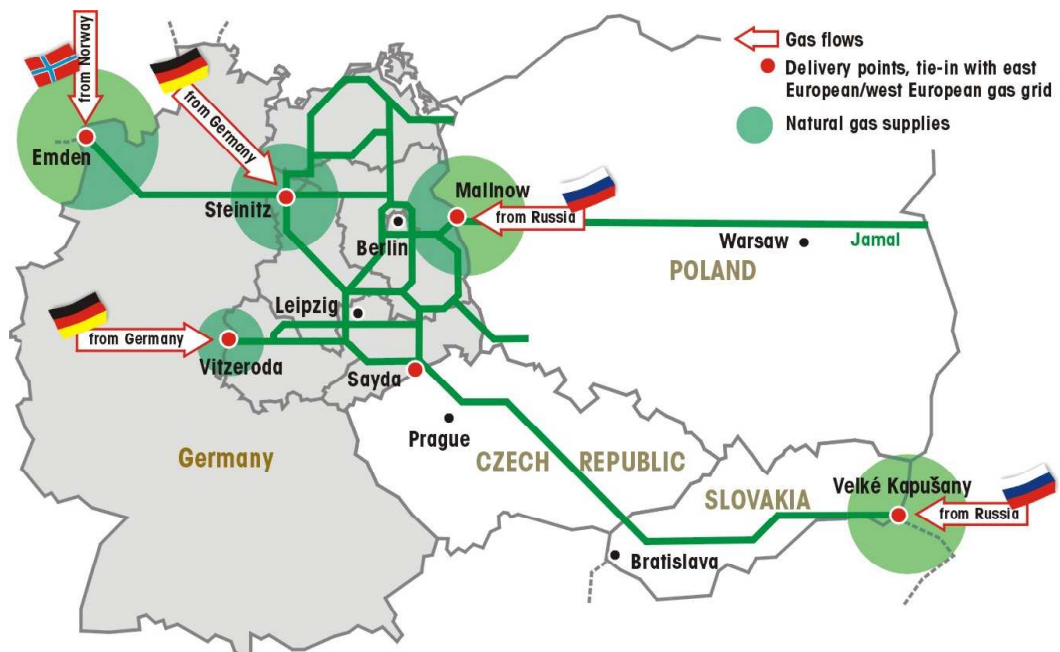 from Norway
from Germany
Gas flows
Delivery points, tie-in with east
European/west European gas grid
Natural gas supplies
Emden
Steinitz
Mallnow
from Russia
Berlin
Warsaw
Jamal
POLAND
Leipzig
from Germany
Vitzeroda
Sayda
Prague
Germany
CZECH REPUBLIC
SLOVAKIA
Velké Kapušany
from Russia
Bratislava